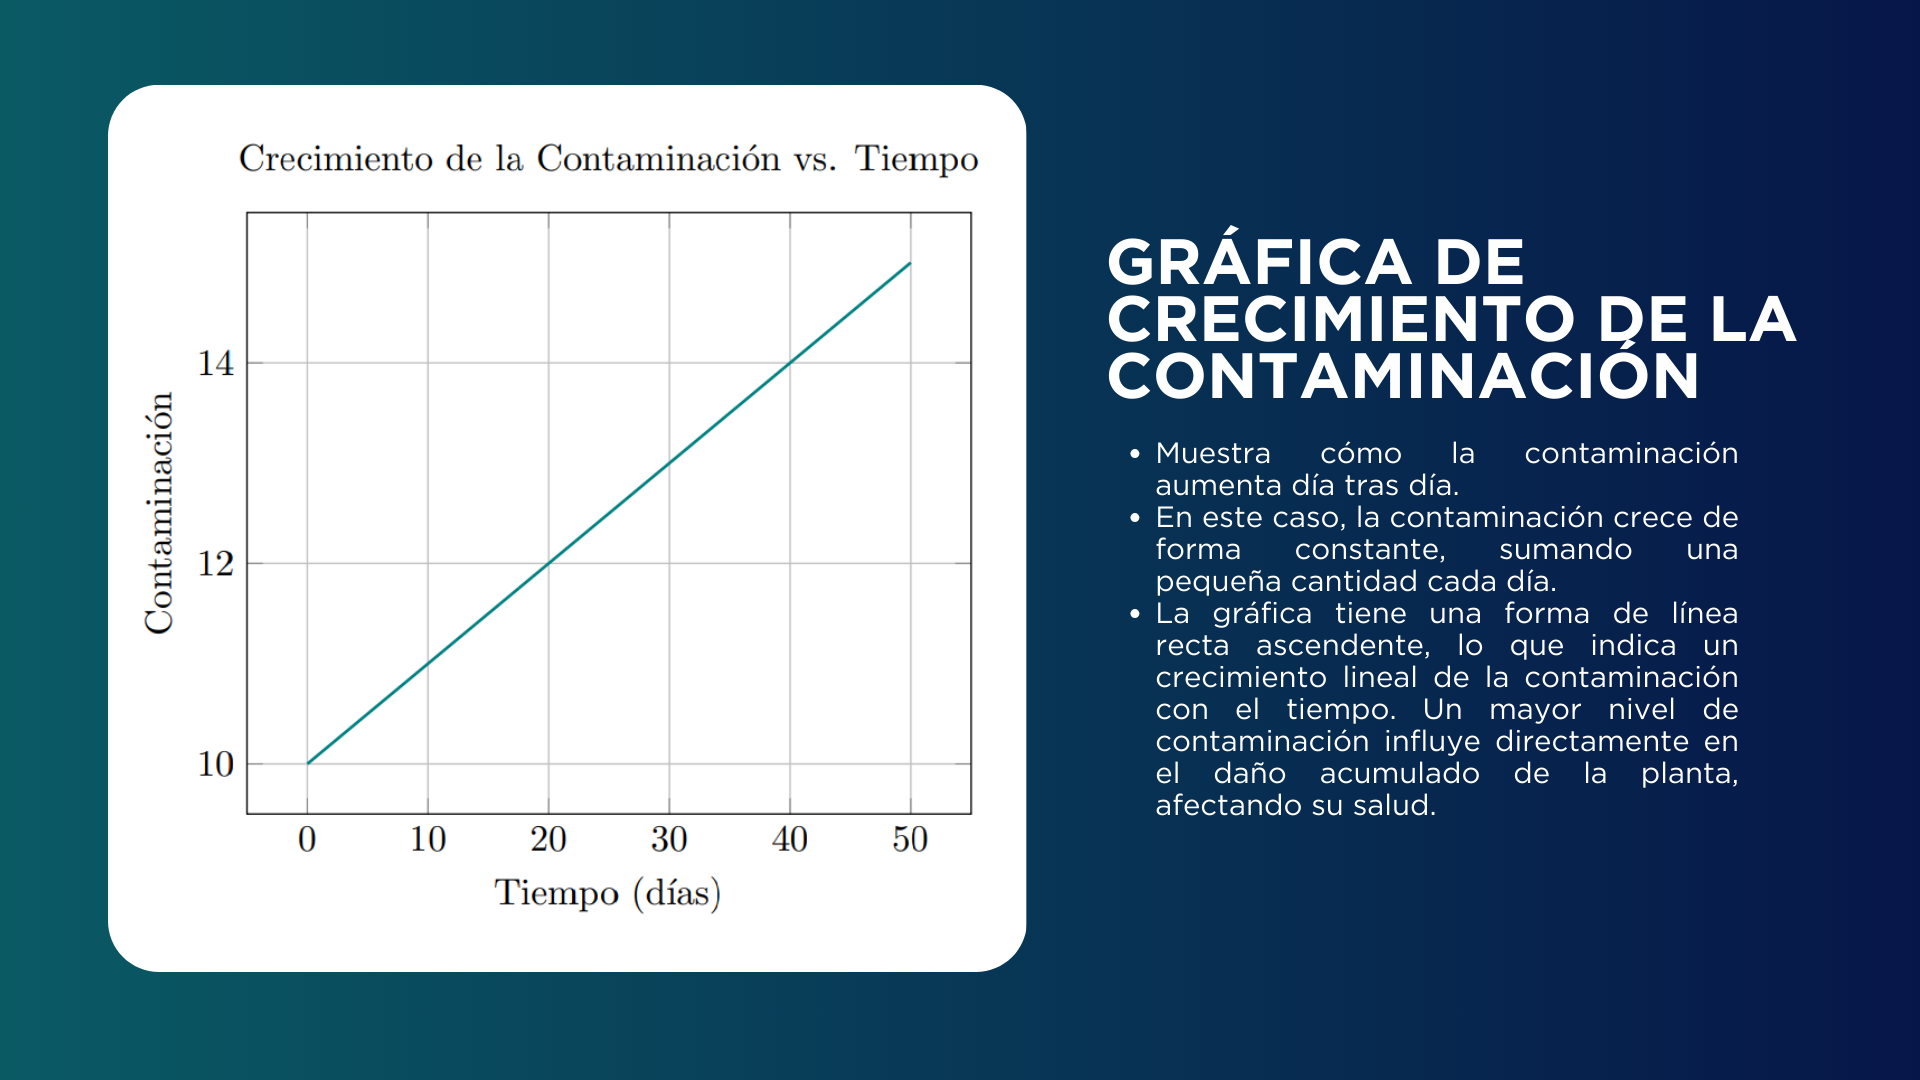 Crecimiento de la Contaminación vs. Tiempo
14
12
10
Contaminación
0 10 20 30 40 50
Tiempo (días)
GRÁFICA DE
CRECIMIENTO DE LA
CONTAMINACIÓN
• Muestra cómo la contaminación
aumenta día tras día.
• En este caso, la contaminación crece de
forma constante, sumando una
pequeña cantidad cada día.
• La gráfica tiene una forma de línea
recta ascendente, lo que indica un
crecimiento lineal de la contaminación
con el tiempo. Un mayor nivel de
contaminación influye directamente en
el daño acumulado de la planta,
afectando su salud.